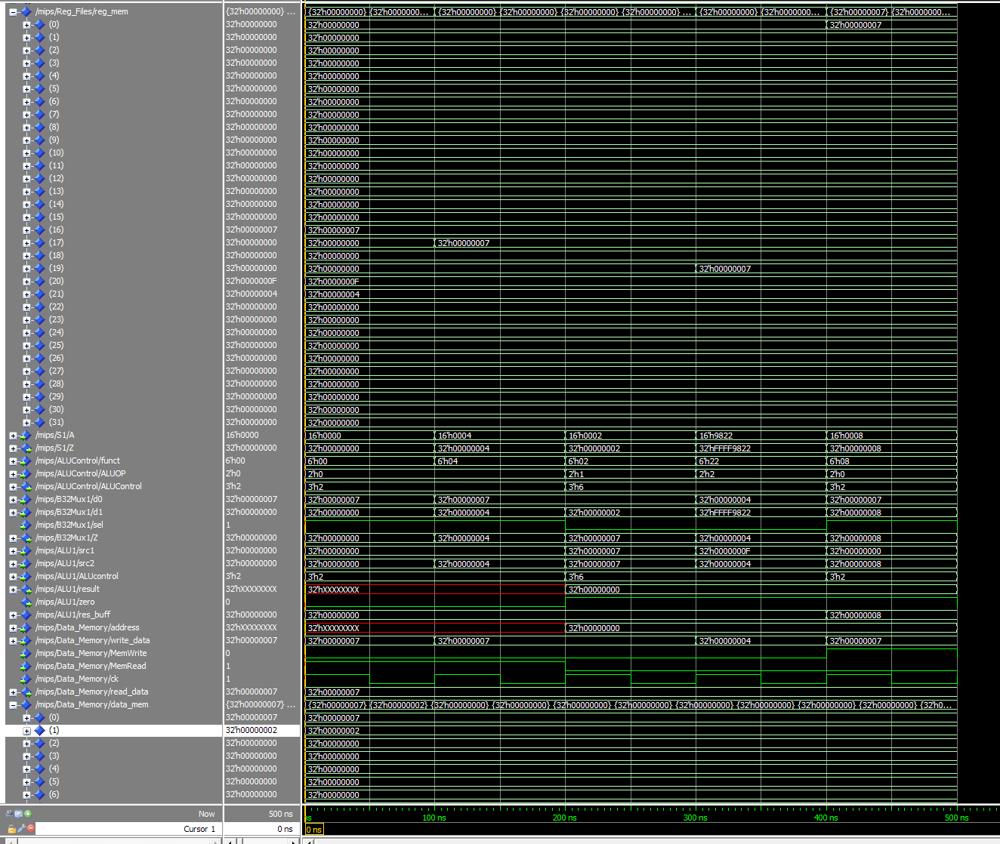 /mips/Reg_Files/reg_mem {32'h00000000} ... {32'h00000000} {32'h0000000... {32'h00000000} {32'h00000000} {32'h00000000} {32'h00000000} ... {32'h00000000} {32'h0000000... {32'h00000007} {32'h0000000...
(0) 32'h00000000 32'h00000000 32'h00000007
(1) 32'h00000000 32'h00000000
(2) 32'h00000000 32'h00000000
(3) 32'h00000000 32'h00000000
(4) 32'h00000000 32'h00000000
(5) 32'h00000000 32'h00000000
(6) 32'h00000000 32'h00000000
(7) 32'h00000000 32'h00000000
(8) 32'h00000000 32'h00000000
(9) 32'h00000000 32'h00000000
(10) 32'h00000000 32'h00000000
(11) 32'h00000000 32'h00000000
(12) 32'h00000000 32'h00000000
(13) 32'h00000000 32'h00000000
(14) 32'h00000000 32'h00000000
(15) 32'h00000000 32'h00000000
(16) 32'h00000007 32'h00000007
(17) 32'h00000000 32'h00000000 32'h00000007
(18) 32'h00000000 32'h00000000
(19) 32'h00000000 32'h00000000 32'h00000007
(20) 32'h0000000F 32'h0000000F
(21) 32'h00000004 32'h00000004
(22) 32'h00000000 32'h00000000
(23) 32'h00000000 32'h00000000
(24) 32'h00000000 32'h00000000
(25) 32'h00000000 32'h00000000
(26) 32'h00000000 32'h00000000
(27) 32'h00000000 32'h00000000
(28) 32'h00000000 32'h00000000
(29) 32'h00000000 32'h00000000
(30) 32'h00000000 32'h00000000
(31) 32'h00000000 32'h00000000
/mips/S1/A 16'h0000 16'h0000 16'h0004 16'h0002 16'h9822 16'h0008
/mips/S1/Z 32'h00000000 32'h00000000 32'h00000004 32'h00000002 32'hFFFF9822 32'h00000008
/mips/ALUControl/funct 6'h00 6'h00 6'h04 6'h02 6'h22 6'h08
/mips/ALUControl/ALUOP 2'h0 2'h0 2'h1 2'h2 2'h0
/mips/ALUControl/ALUControl 3'h2 3'h2 3'h6 3'h2
/mips/B32Mux1/d0 32'h00000007 32'h00000007 32'h00000007 32'h00000004 32'h00000007
/mips/B32Mux1/d1 32'h00000000 32'h00000000 32'h00000004 32'h00000002 32'hFFFF9822 32'h00000008
/mips/B32Mux1/sel 1
/mips/B32Mux1/Z 32'h00000000 32'h00000000 32'h00000004 32'h00000007 32'h00000004 32'h00000008
/mips/ALU1/src1 32'h00000000 32'h00000000 32'h00000007 32'h0000000F 32'h00000000
/mips/ALU1/src2 32'h00000000 32'h00000000 32'h00000004 32'h00000007 32'h00000004 32'h00000008
/mips/ALU1/ALUcontrol 3'h2 3'h2 3'h6 3'h2
/mips/ALU1/result 32'hXXXXXXXX 32'hXXXXXXXX 32'h00000000
/mips/ALU1/zero 0
/mips/ALU1/res_buff 32'h00000000 32'h00000000 32'h00000008
/mips/Data_Memory/address 32'hXXXXXXXX 32'hXXXXXXXX 32'h00000000
/mips/Data_Memory/write_data 32'h00000007 32'h00000007 32'h00000007 32'h00000004 32'h00000007
/mips/Data_Memory/MemWrite 0
/mips/Data_Memory/MemRead 1
/mips/Data_Memory/ck 1
/mips/Data_Memory/read_data 32'h00000007 32'h00000007
/mips/Data_Memory/data_mem {32'h00000007} ... {32'h00000007} {32'h00000002} {32'h00000000} {32'h00000000} {32'h00000000} {32'h00000000} {32'h00000000} {32'h00000000} {32'h00000000} {32'h00000000} {32'h0...
(0) 32'h00000007 32'h00000007
(1) 32'h00000002 32'h00000002
(2) 32'h00000000 32'h00000000
(3) 32'h00000000 32'h00000000
(4) 32'h00000000 32'h00000000
(5) 32'h00000000 32'h00000000
(6) 32'h00000000 32'h00000000
Now 500 ns ns 100 ns 200 ns 300 ns 400 ns 500 ns
Cursor 1 0 ns 0 ns